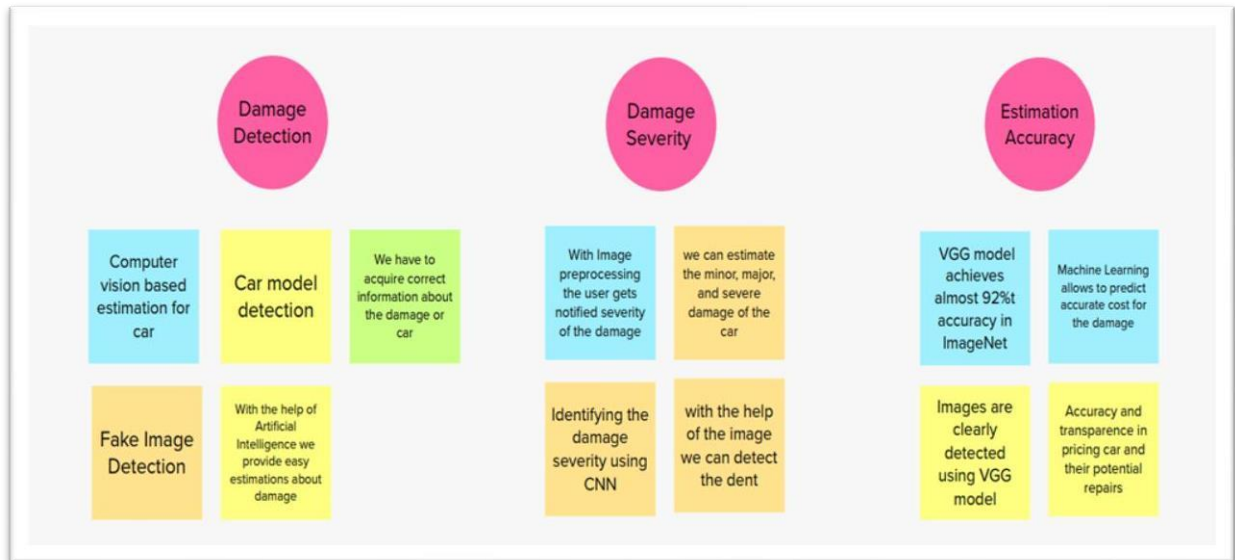 Damage
Detection
Damage
Severity
Estimation
Accuracy
Computer
vision based
estimation for
car
Car model
detection
We have to
acquire correct
information about
the damage or
car
With Image
preprocessing
the user gets
notified severity
of the damage
we can estimate
the minor, major,
and severe
damage of the
car
VGG model
achieves
almost 92%t
accuracy in
ImageNet
Machine Learning
allows to predict
accurate cost for
the damage
Fake Image
Detection
With the help of
Artificial
Intelligence we
provide easy
estimations about
damage
Identifying the
damage
severity using
CNN
with the help
of the image
we can detect
the dent
Images are
clearly
detected
using VGG
model
Accuracy and
transparence in
pricing car and
their potential
repairs